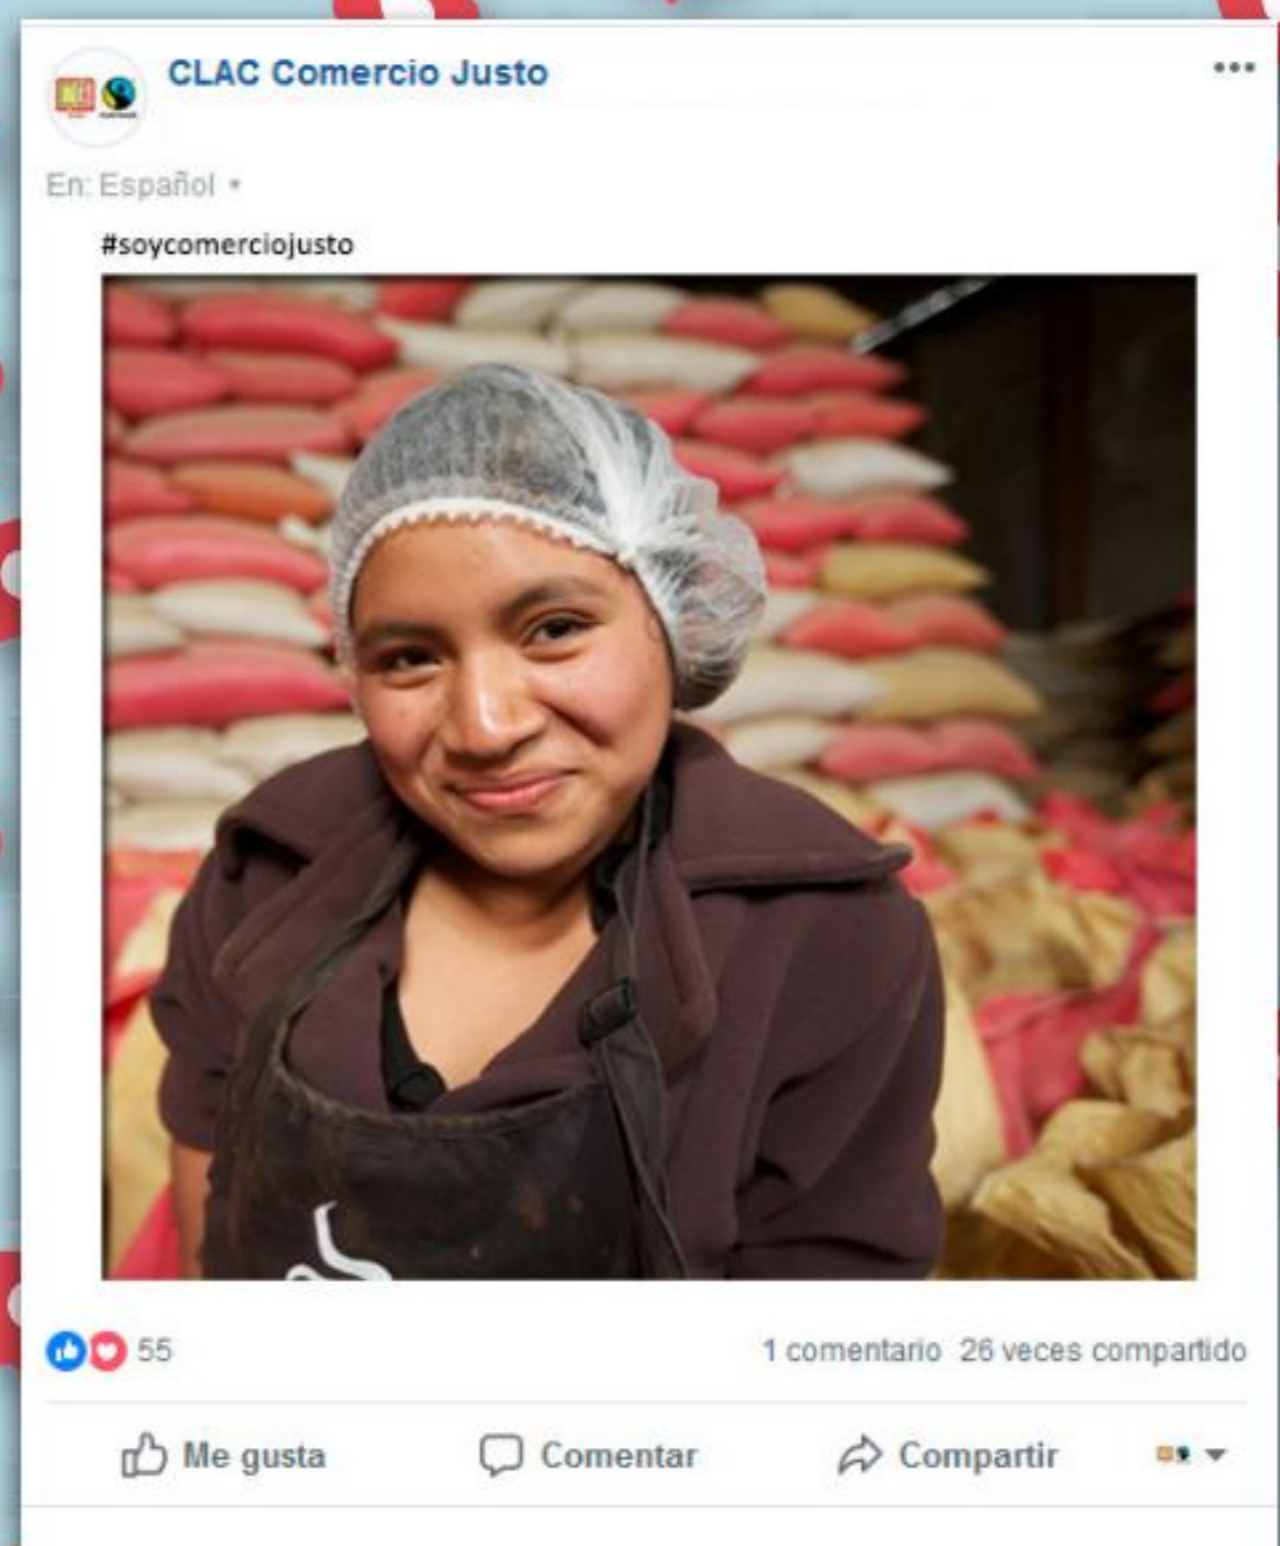 CLAC Comercio Justo
En: Español
#soycomerciojusto
55
1 comentario 26 veces compartido
Me gusta
Comentar
Compartir